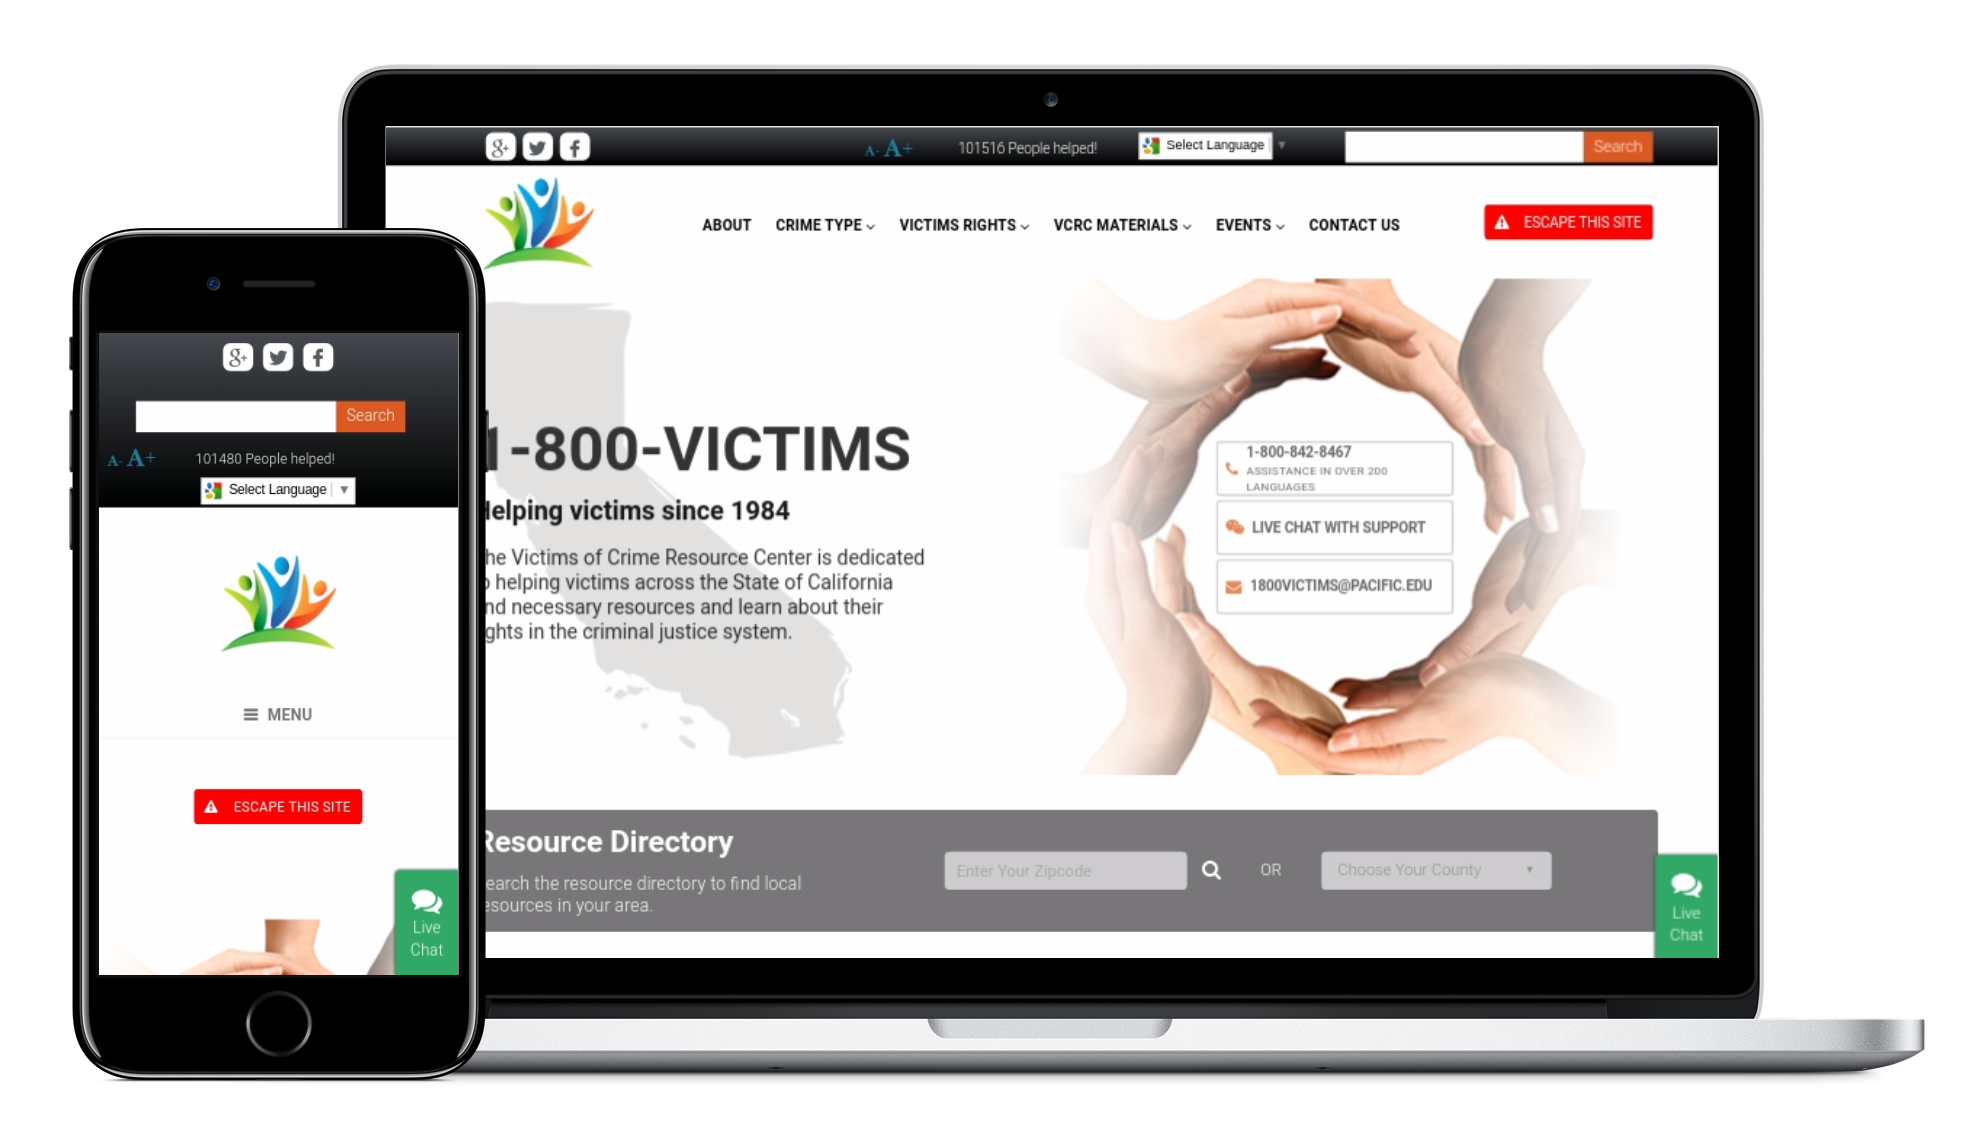 A- A+
101516 People helped!
Select Language ▼
Search
ABOUT CRIME TYPE VICTIMS RIGHTS VCRC MATERIALS EVENTS CONTACT US
ESCAPE THIS SITE
1-800-VICTIMS
Helping victims since 1984
he Victims of Crime Resource Center is dedicated
helping victims across the State of California
nd necessary resources and learn about their
ghts in the criminal justice system.
1-800-842-8467
ASSISTANCE IN OVER 200
LANGUAGES
LIVE CHAT WITH SUPPORT
1800VICTIMS@PACIFIC.EDU
Resource Directory
earch the resource directory to find local
esources in your area.
Enter Your Zipcode
OR
Choose Your County ▼
Live
Chat
Search
A- A+
101480 People helped!
Select Language ▼
MENU
ESCAPE THIS SITE
Live
Chat